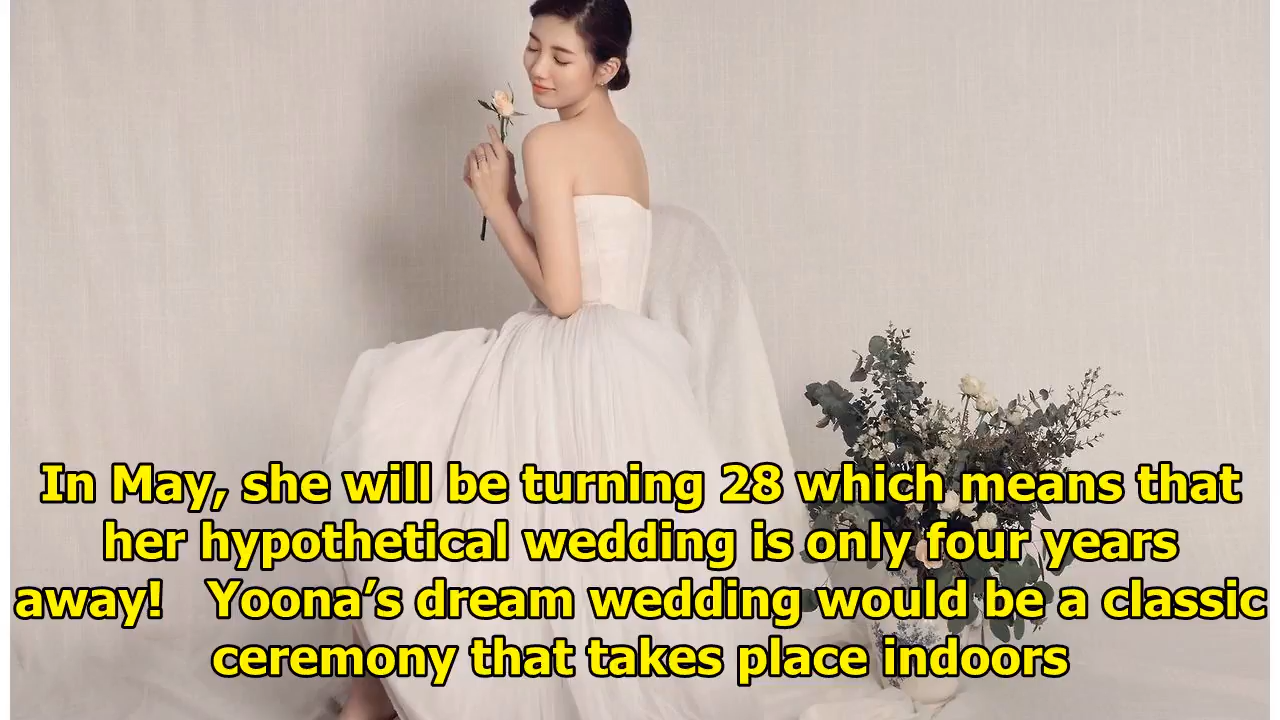 In May, she will be turning 28 which means that
her hypothetical wedding is only four years
away!   Yoona’s dream wedding would be a classic
ceremony that takes place indoors